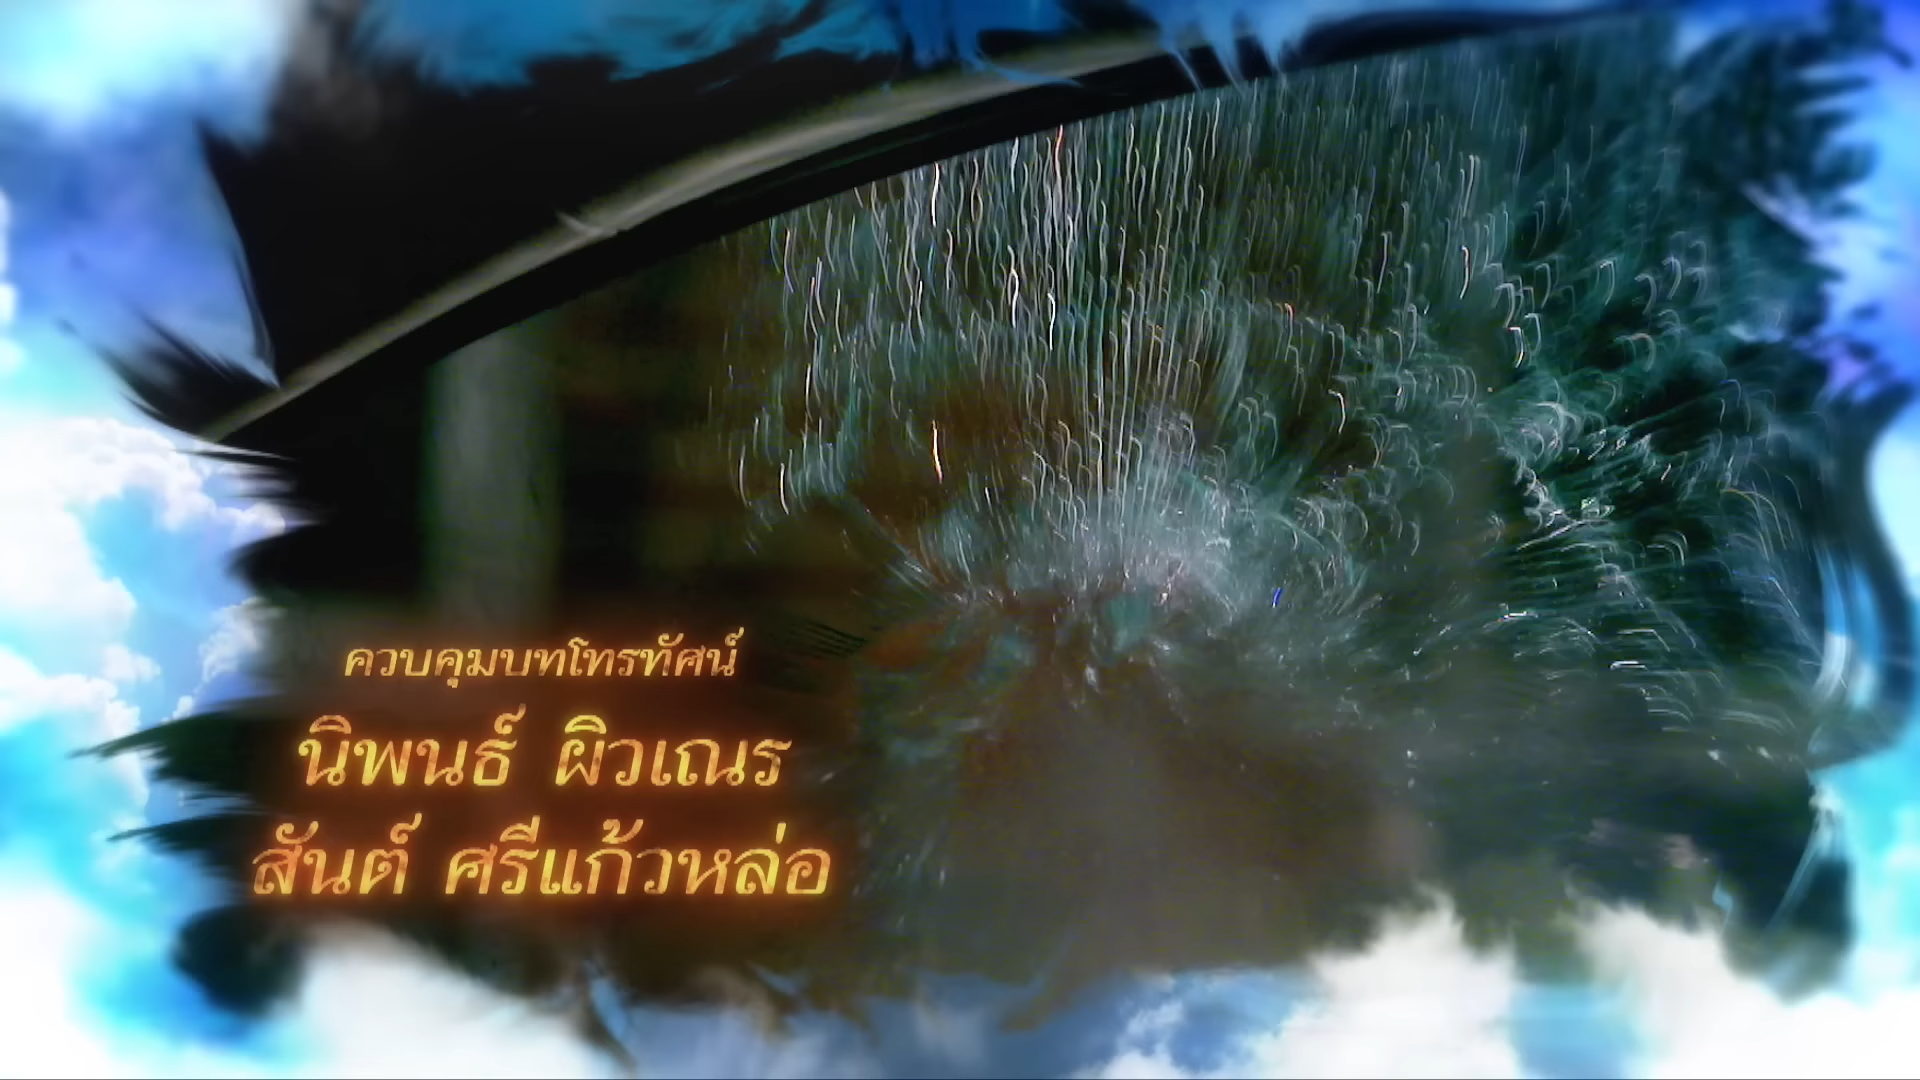 ควบคุมบทโทรทัศน์
นิพนธ์ ผิวเณร
สันต์ ศรีแก้วหล่อ